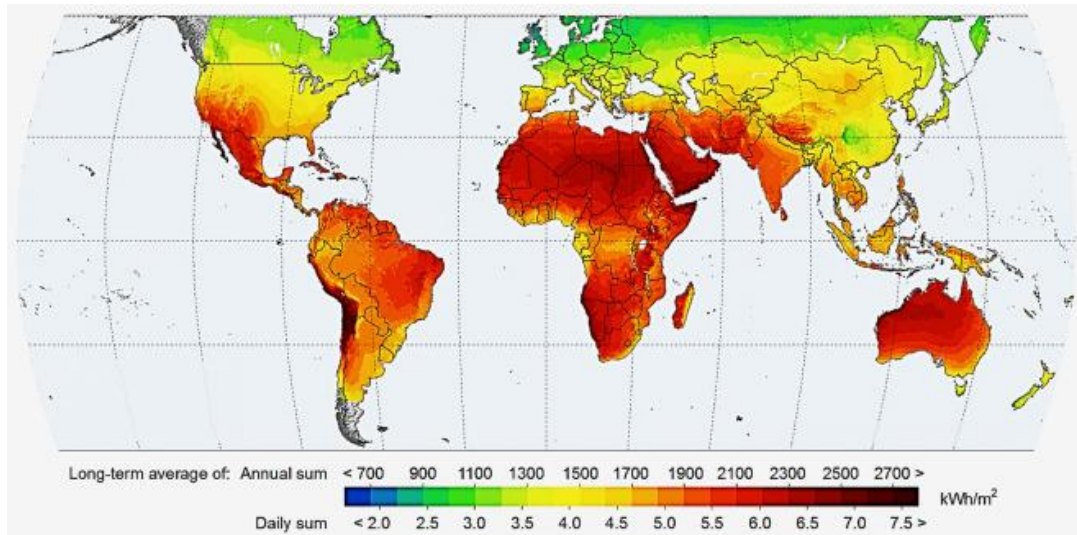 Long-term average of: Annual sum < 700 900 1100 1300 1500 1700 1900 2100 2300 2500 2700 >
kWh/m²
Daily sum < 2.0 2.5 3.0 3.5 4.0 4.5 5.0 5.5 6.0 6.5 7.0 7.5 >